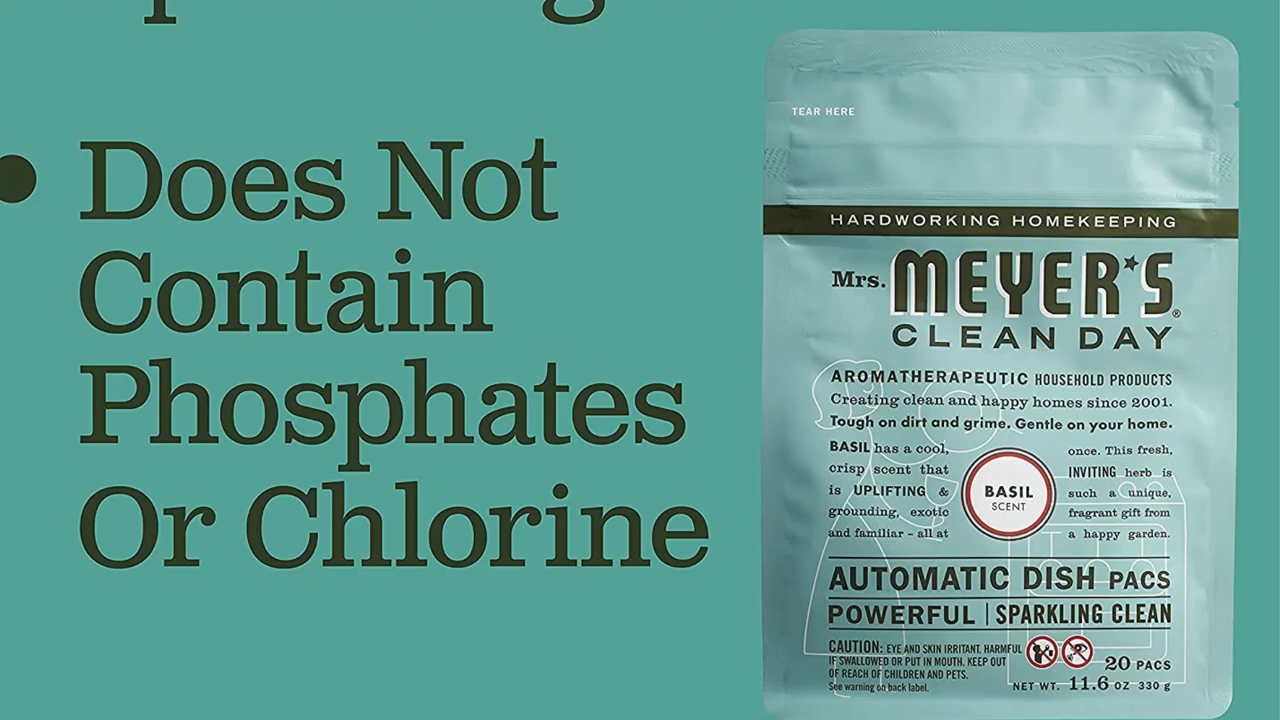 • Does Not
Contain
Phosphates
Or Chlorine
TEAR HERE
HARDWORKING HOMEKEEPING
Mrs. MEYER'S®
CLEAN DAY
AROMATHERAPEUTIC HOUSEHOLD PRODUCTS
Creating clean and happy homes since 2001.
Tough on dirt and grime. Gentle on your home.
BASIL has a cool,
crisp scent that
is UPLIFTING &
grounding, exotic
and familiar – all at
BASIL
SCENT
once. This fresh,
INVITING herb is
such a unique,
fragrant gift from
a happy garden.
AUTOMATIC DISH PACS
POWERFUL | SPARKLING CLEAN
CAUTION: EYE AND SKIN IRRITANT. HARMFUL
IF SWALLOWED OR PUT IN MOUTH. KEEP OUT
OF REACH OF CHILDREN AND PETS.
See warning on back label.
20 PACS
NET WT. 11.6 OZ 330 g